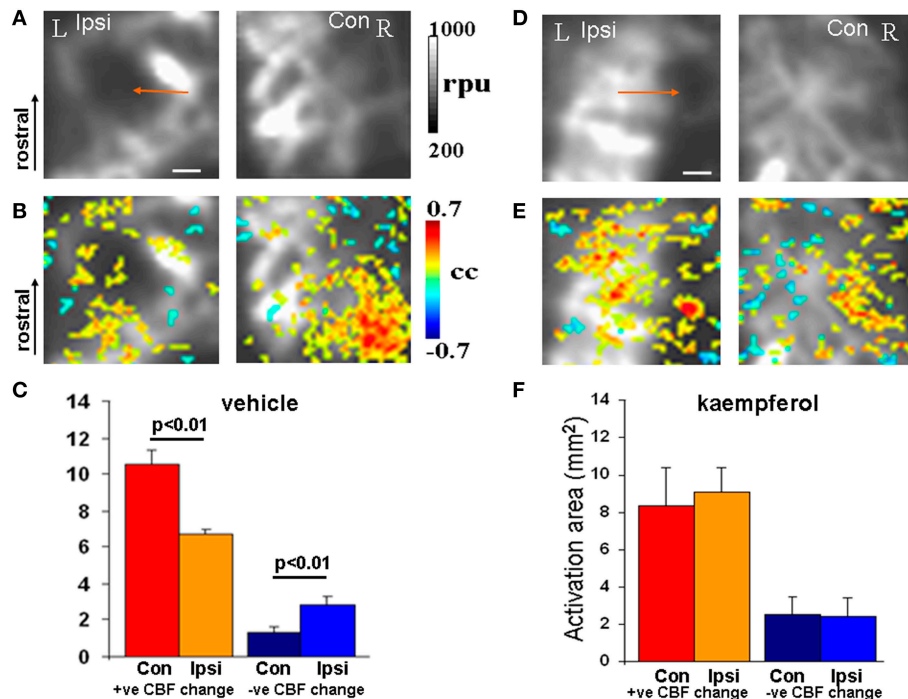 A
L Ipsi
Con R
1000
rpu
200
rostral
D
L Ipsi
Con R
B
0.7
cc
-0.7
rostral
E
C
vehicle
14
12
10
8
6
4
2
0
p<0.01
p<0.01
Con Ipsi Con Ipsi
+ve CBF change -ve CBF change
F
kaempferol
Activation area (mm²)
14
12
10
8
6
4
2
0
Con Ipsi Con Ipsi
+ve CBF change -ve CBF change